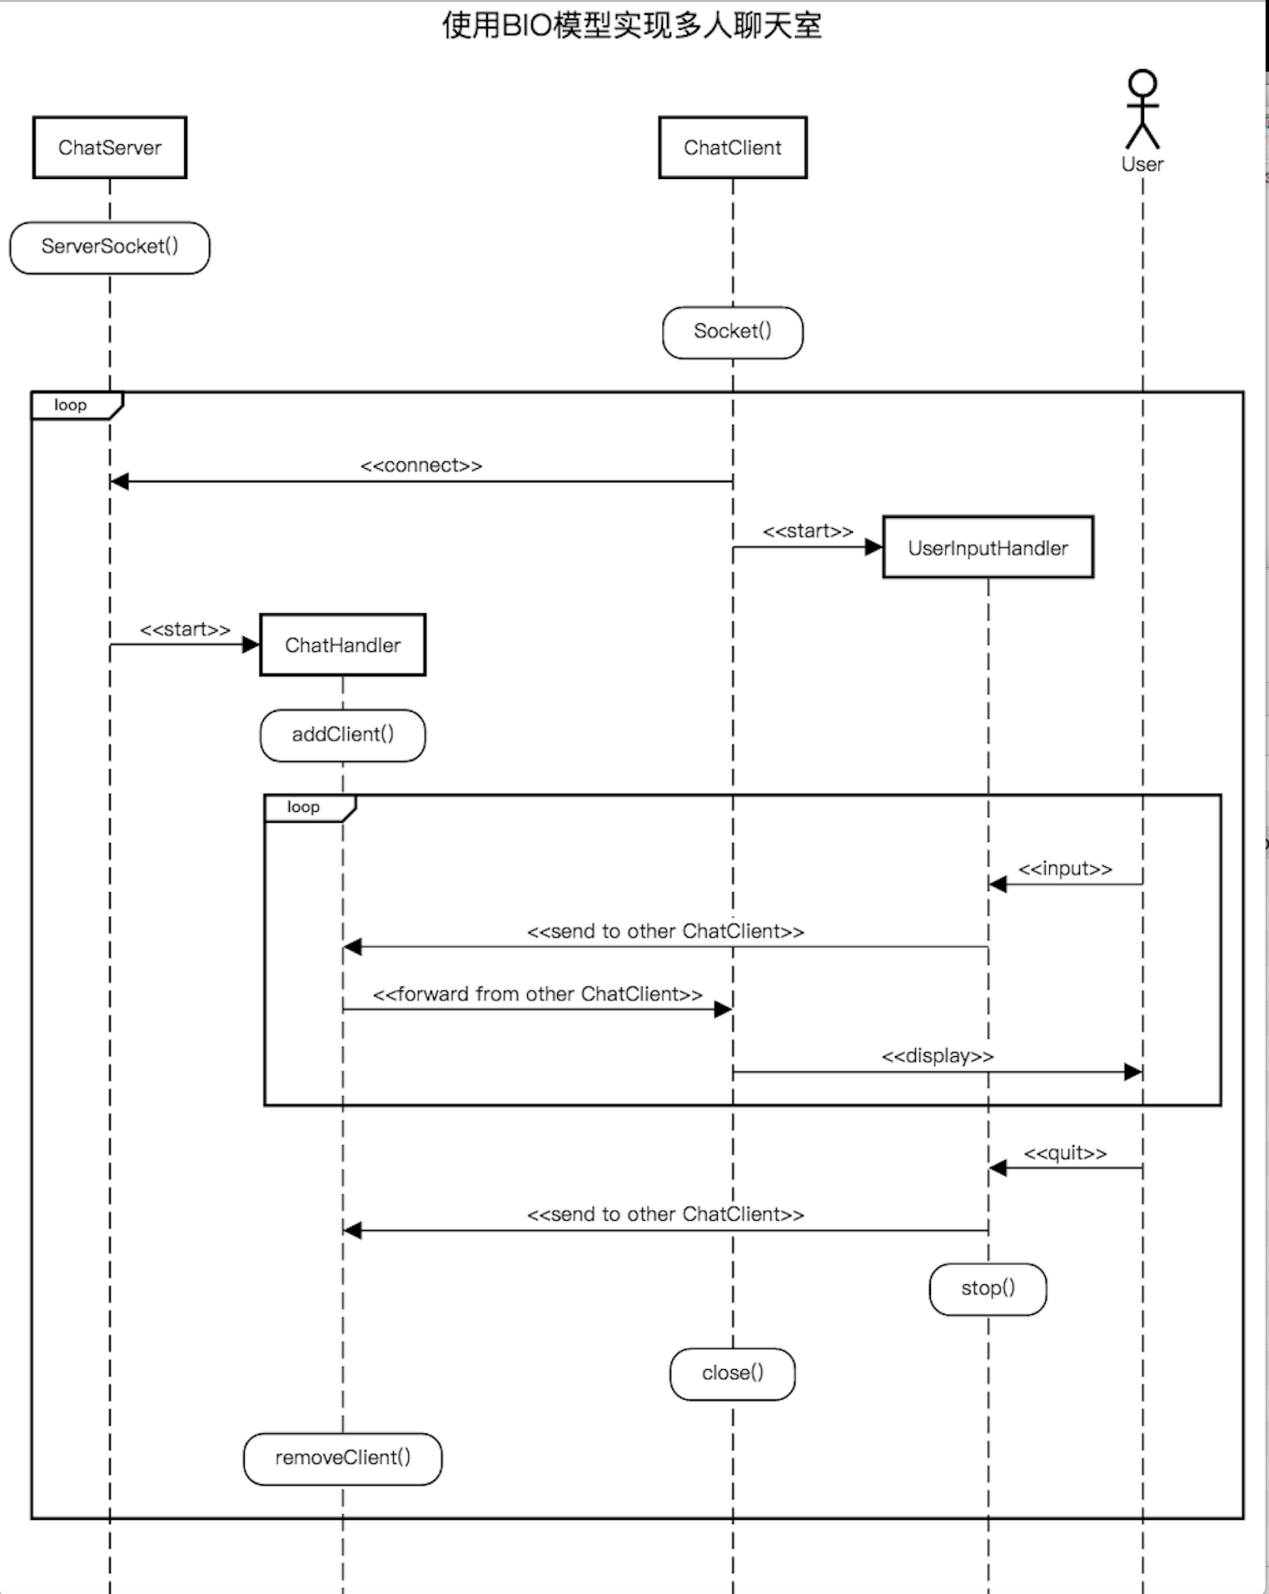 使用BIO模型实现多人聊天室
ChatServer
ChatClient
User
ServerSocket()
Socket()
loop
<<connect>>
<<start>>
UserInputHandler
<<start>>
ChatHandler
addClient()
loop
<<input>>
<<send to other ChatClient>>
<<forward from other ChatClient>>
<<display>>
<<quit>>
<<send to other ChatClient>>
stop()
close()
removeClient()